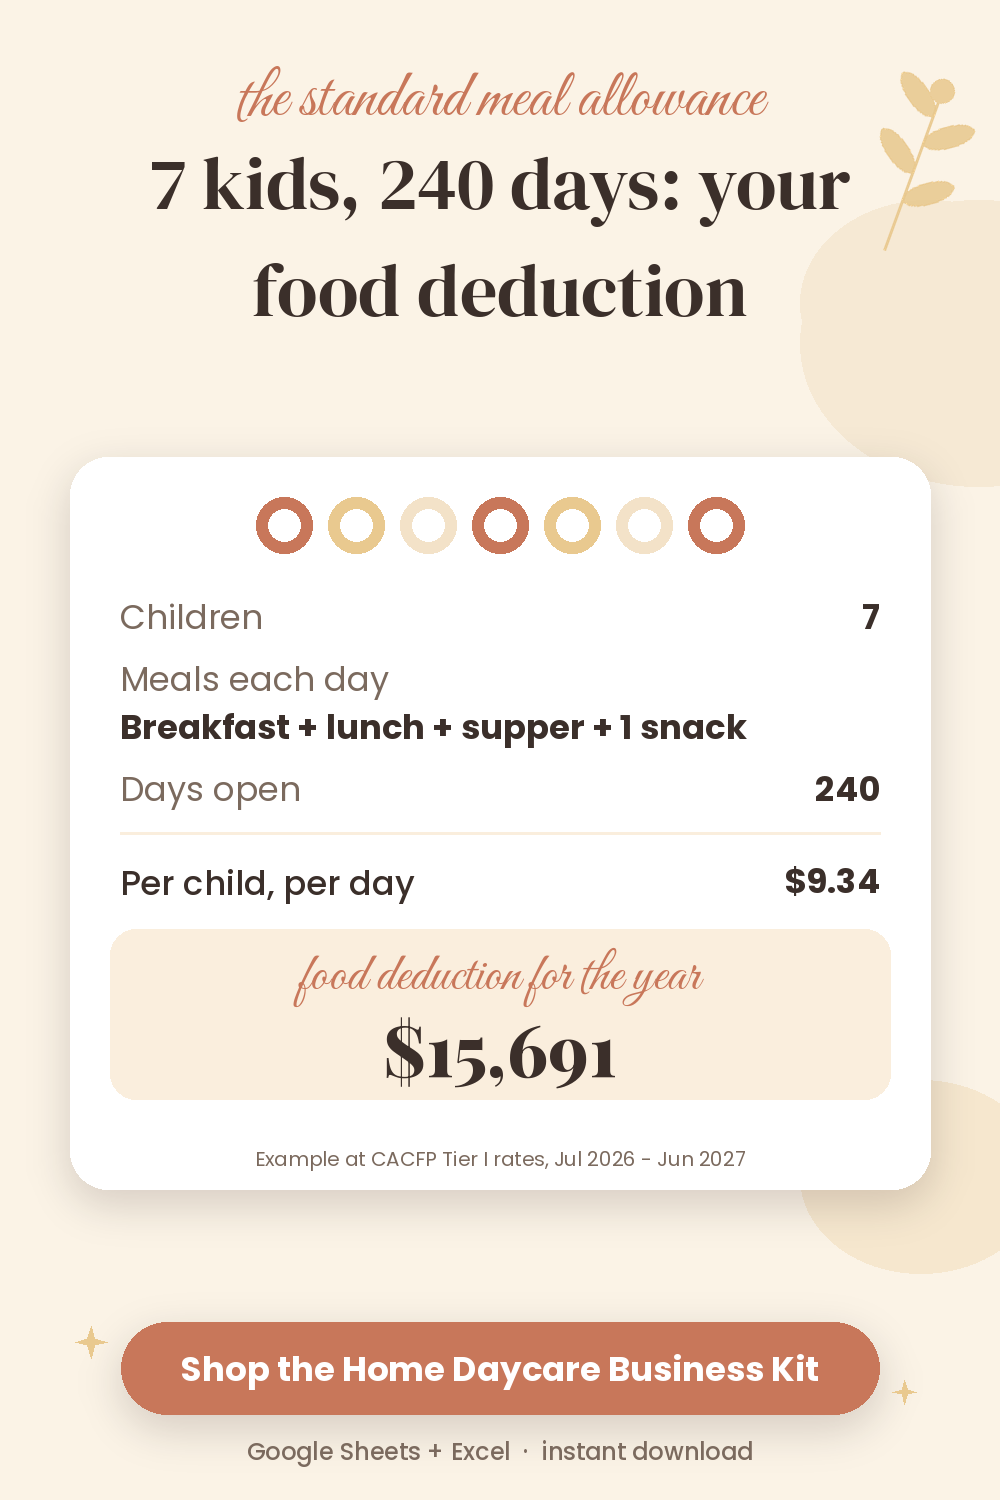 the standard meal allowance
7 kids, 240 days: your
food deduction
Children 7
Meals each day
Breakfast + lunch + supper + 1 snack
Days open 240
Per child, per day $9.34
food deduction for the year
$15,691
Example at CACFP Tier I rates, Jul 2026 - Jun 2027
Shop the Home Daycare Business Kit
Google Sheets + Excel · instant download